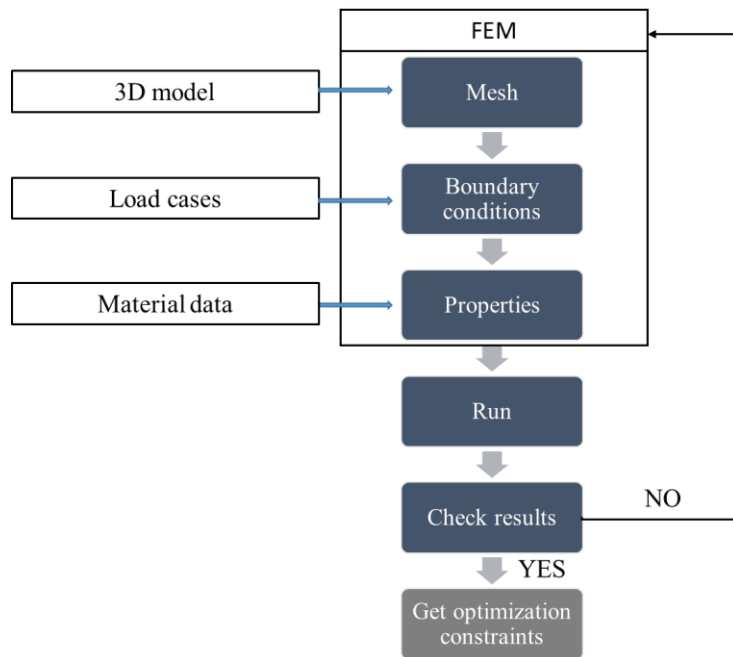 FEM
3D model
Mesh
Load cases
Boundary
conditions
Material data
Properties
Run
Check results
NO
YES
Get optimization
constraints